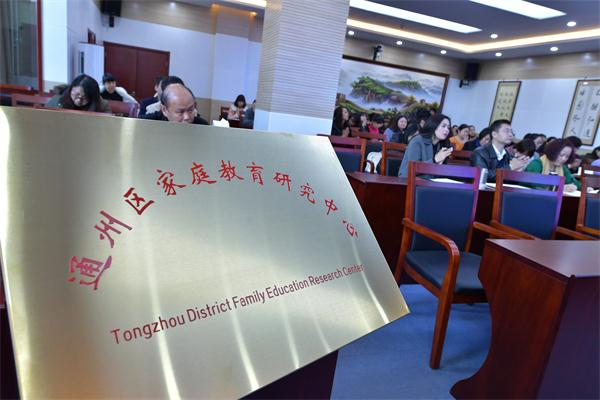 通州区家庭教育研究中心
Tongzhou District Family Education Research Center